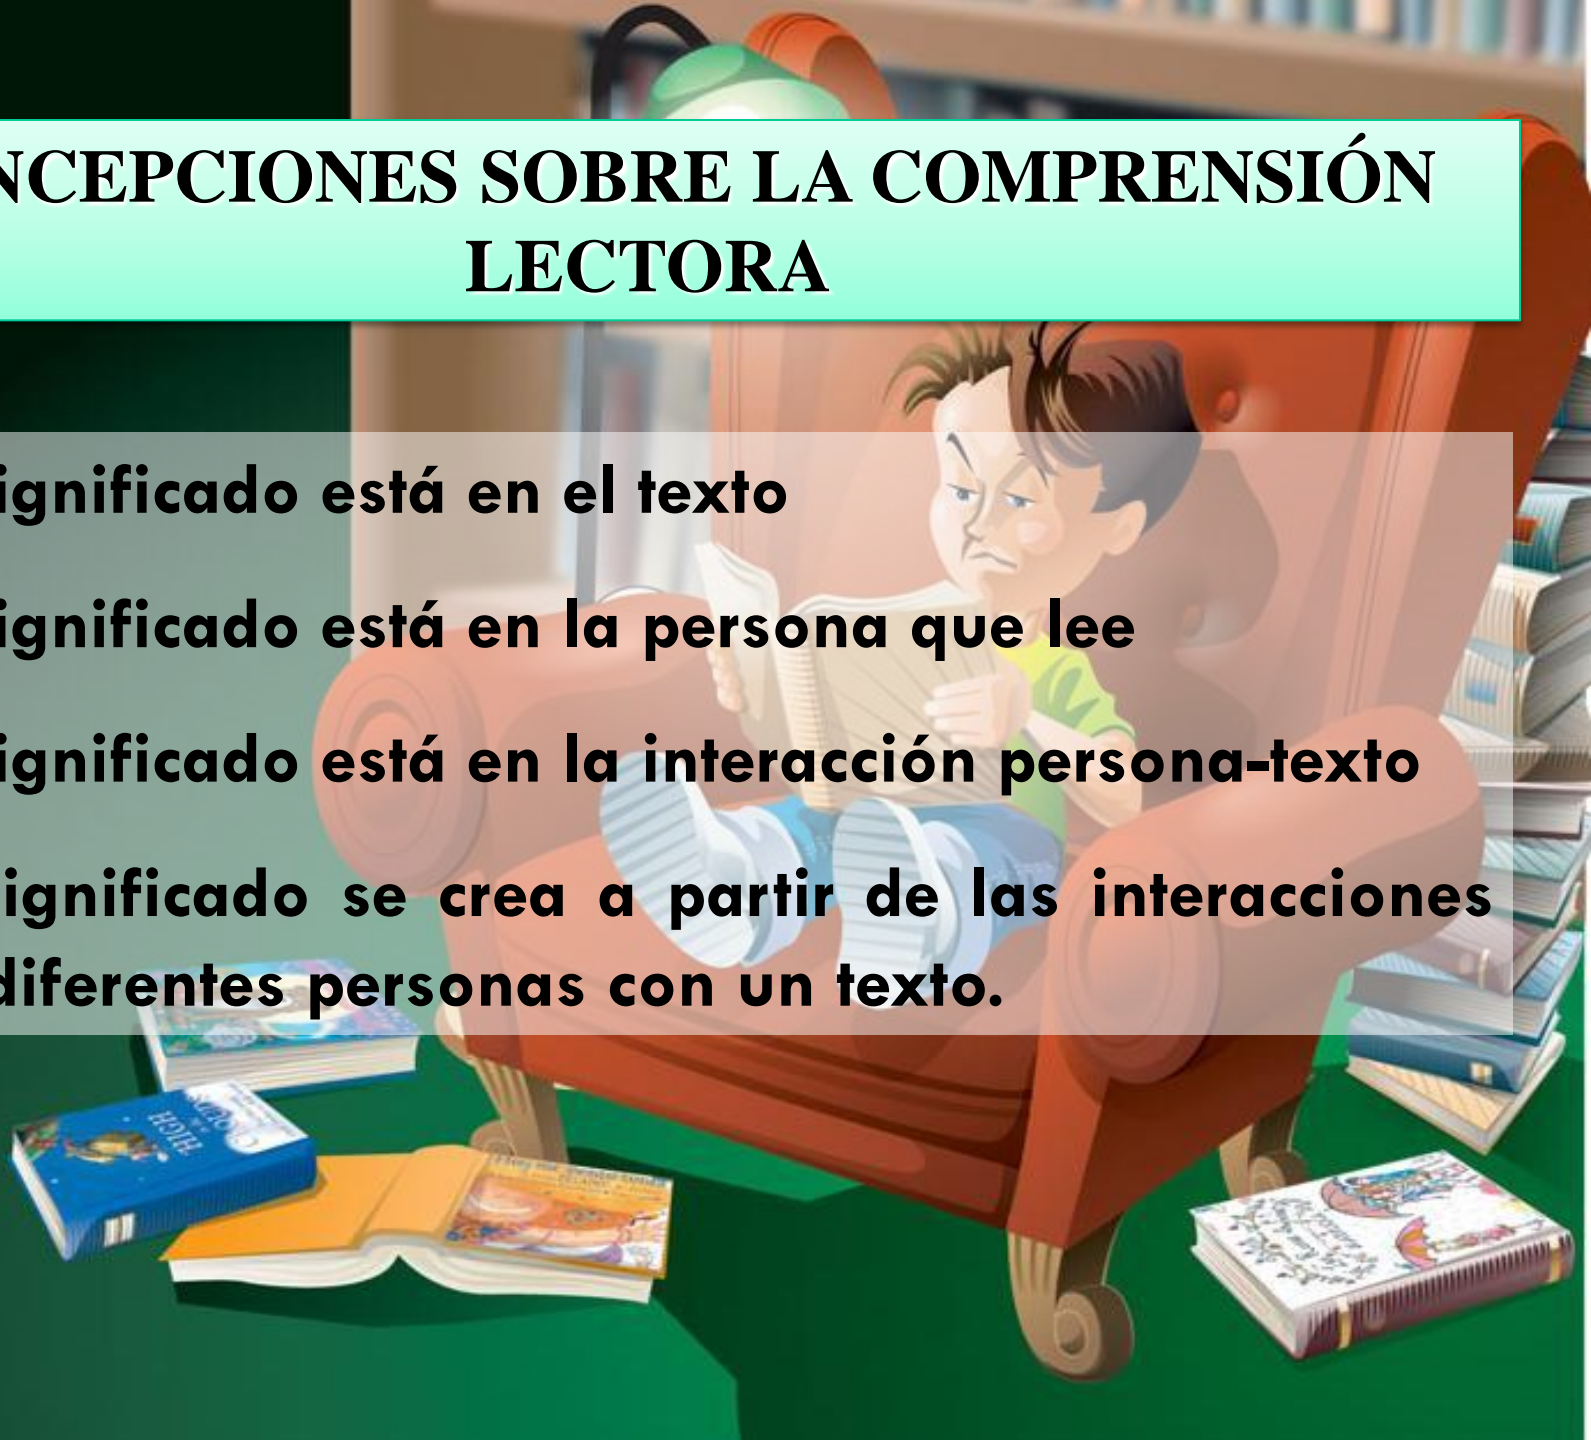 NCEPCIONES SOBRE LA COMPRENSIÓN
LECTORA
ignificado está en el texto
ignificado está en la persona que lee
ignificado está en la interacción persona-texto
ignificado se crea a partir de las interacciones
diferentes personas con un texto.
HIGH